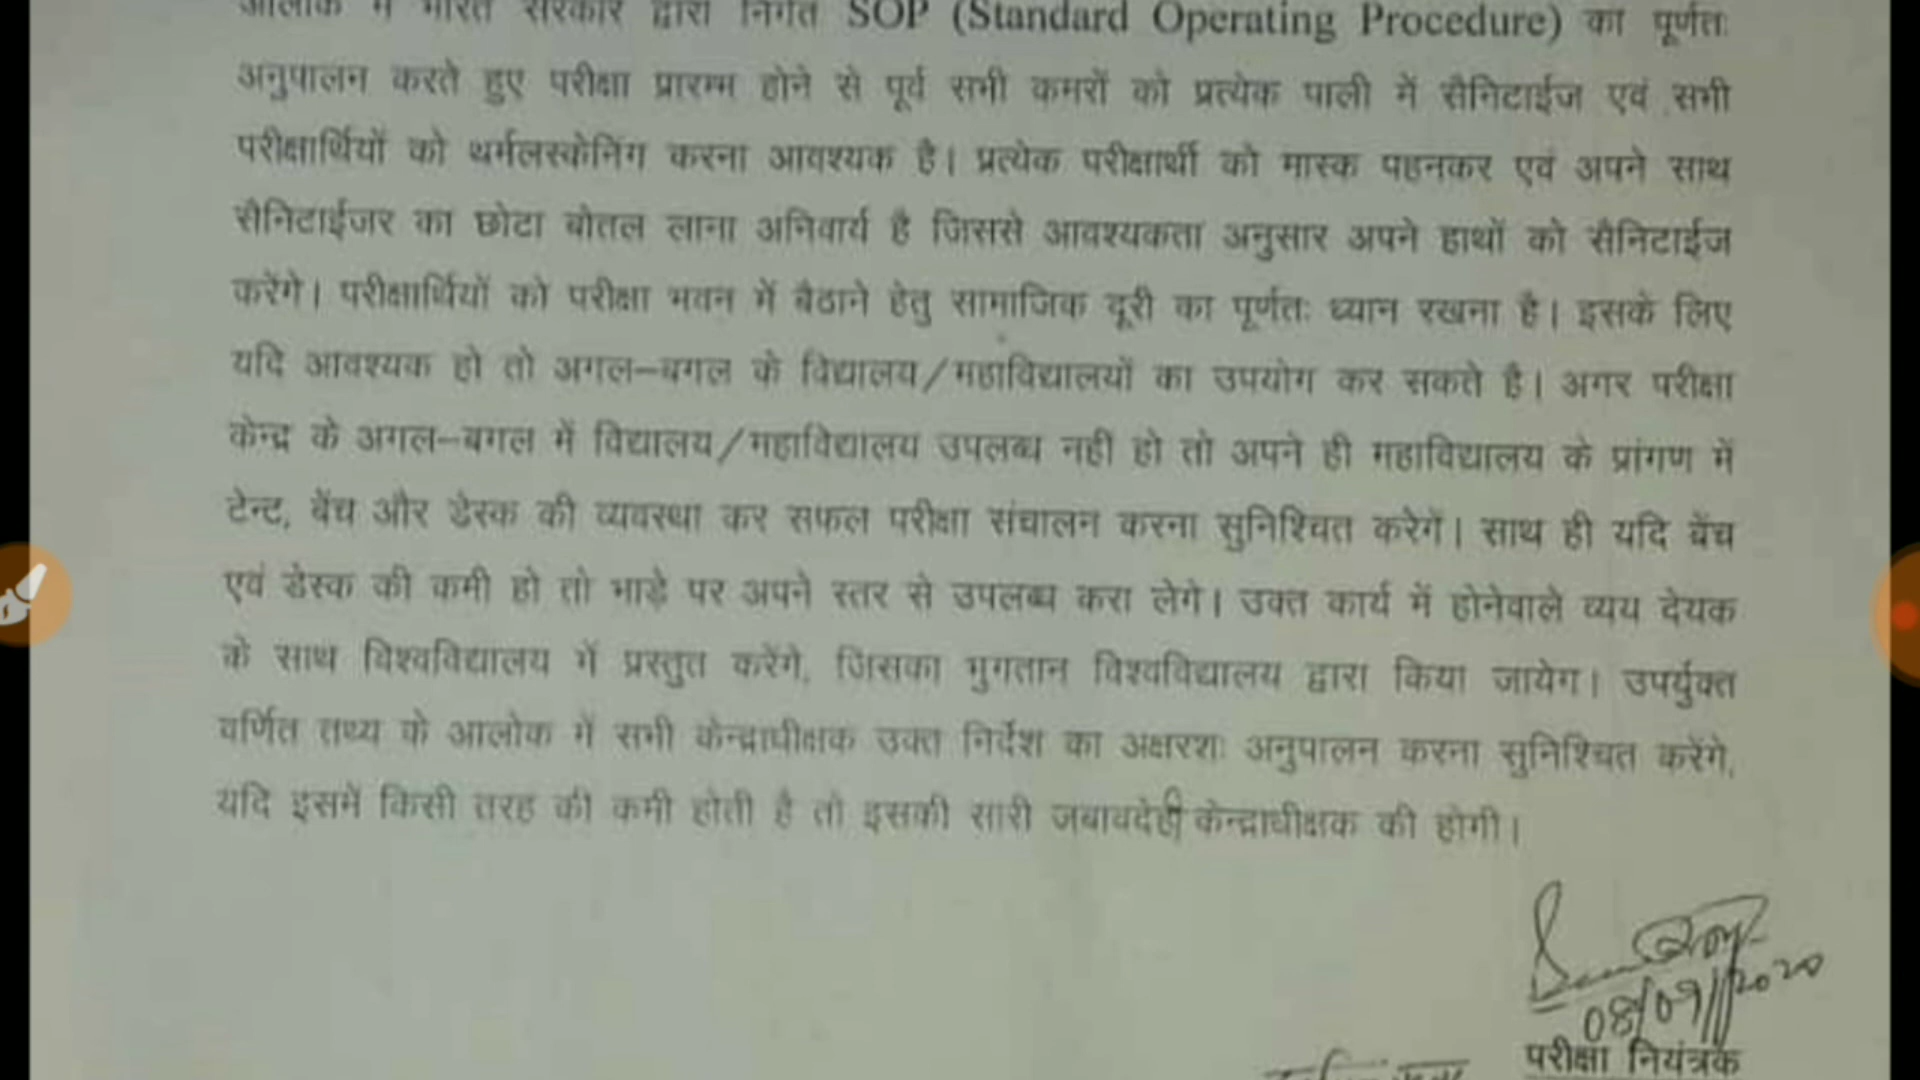 आलोक में भारत सरकार द्वारा निर्गत SOP (Standard Operating Procedure) का पूर्णतः
अनुपालन करते हुए परीक्षा प्रारम्भ होने से पूर्व सभी कमरों को प्रत्येक पाली में सैनिटाईज एवं सभी
परीक्षार्थियों को थर्मलस्केनिंग करना आवश्यक है। प्रत्येक परीक्षार्थी को मास्क पहनकर एवं अपने साथ
सैनिटाईजर का छोटा बोतल लाना अनिवार्य है जिससे आवश्यकता अनुसार अपने हाथों को सैनिटाईज
करेंगे। परीक्षार्थियों को परीक्षा भवन में बैठाने हेतु सामाजिक दूरी का पूर्णतः ध्यान रखना है। इसके लिए
यदि आवश्यक हो तो अगल–बगल के विद्यालय/महाविद्यालयों का उपयोग कर सकते है। अगर परीक्षा
केन्द्र के अगल–बगल में विद्यालय/महाविद्यालय उपलब्ध नहीं हो तो अपने ही महाविद्यालय के प्रांगण में
टेन्ट, बेंच और डेस्क की व्यवस्था कर सफल परीक्षा संचालन करना सुनिश्चित करेगें। साथ ही यदि बेंच
एवं डेस्क की कमी हो तो भाड़े पर अपने स्तर से उपलब्ध करा लेगे। उक्त कार्य में होनेवाले व्यय देयक
के साथ विश्वविद्यालय में प्रस्तुत करेंगे, जिसका भुगतान विश्वविद्यालय द्वारा किया जायेग। उपर्युक्त
वर्णित तथ्य के आलोक में सभी केन्द्राधीक्षक उक्त निर्देश का अक्षरशः अनुपालन करना सुनिश्चित करेंगे,
यदि इसमें किसी तरह की कमी होती है तो इसकी सारी जबावदेही केन्द्राधीक्षक की होगी।
08/09/2020
परीक्षा नियंत्रक